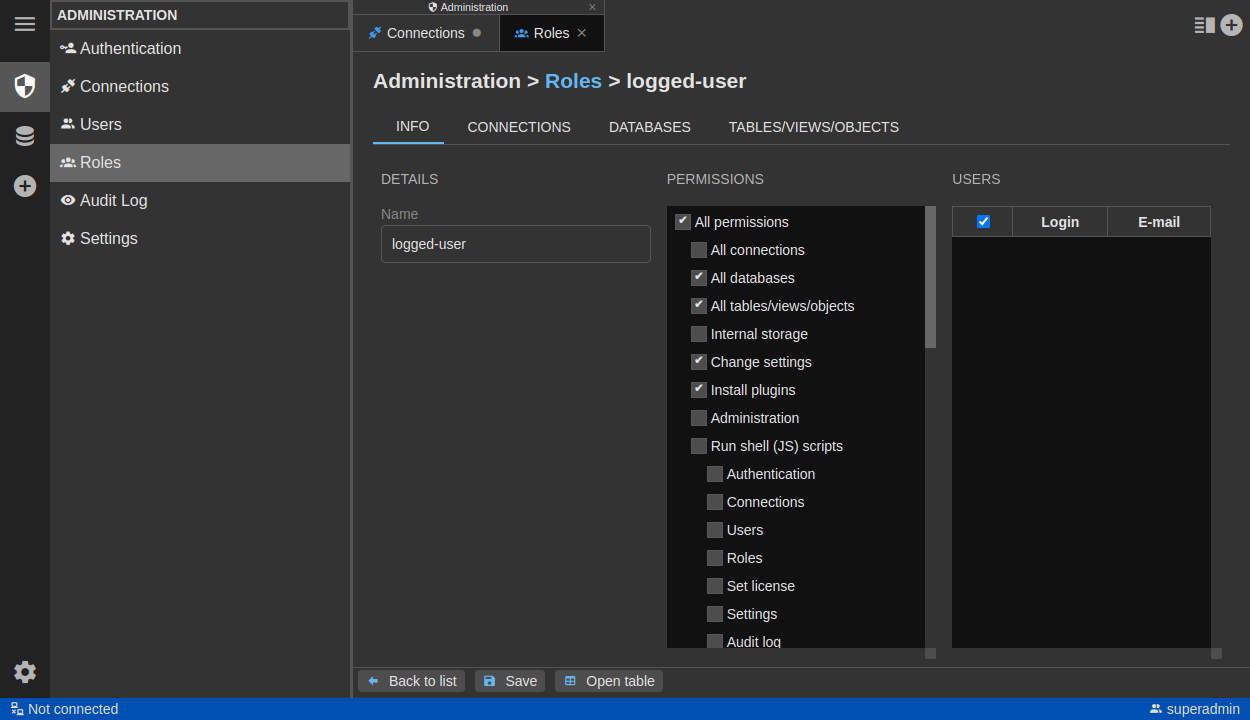 ADMINISTRATION
Authentication
Connections
Users
Roles
Audit Log
Settings
Administration
Connections
Roles
Administration > Roles > logged-user
INFO
CONNECTIONS
DATABASES
TABLES/VIEWS/OBJECTS
DETAILS
Name
logged-user
PERMISSIONS
All permissions
All connections
All databases
All tables/views/objects
Internal storage
Change settings
Install plugins
Administration
Run shell (JS) scripts
Authentication
Connections
Users
Roles
Set license
Settings
Audit log
USERS
Login
E-mail
Back to list
Save
Open table
Not connected
superadmin